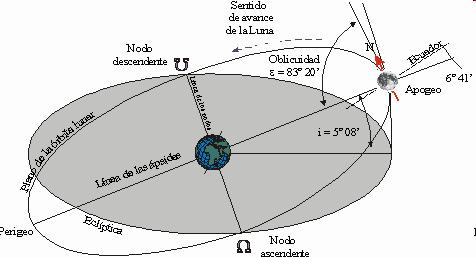 Sentido
de avance
de la Luna
Nodo
descendente
Ω
N
Ecuador
Oblicuidad
ε = 83° 20'
6° 41'
Apogeo
Línea de los nodos
i = 5° 08'
Plano de la órbita lunar
Línea de las ápsides
Eclíptica
Perigeo
Ω
Nodo
ascendente